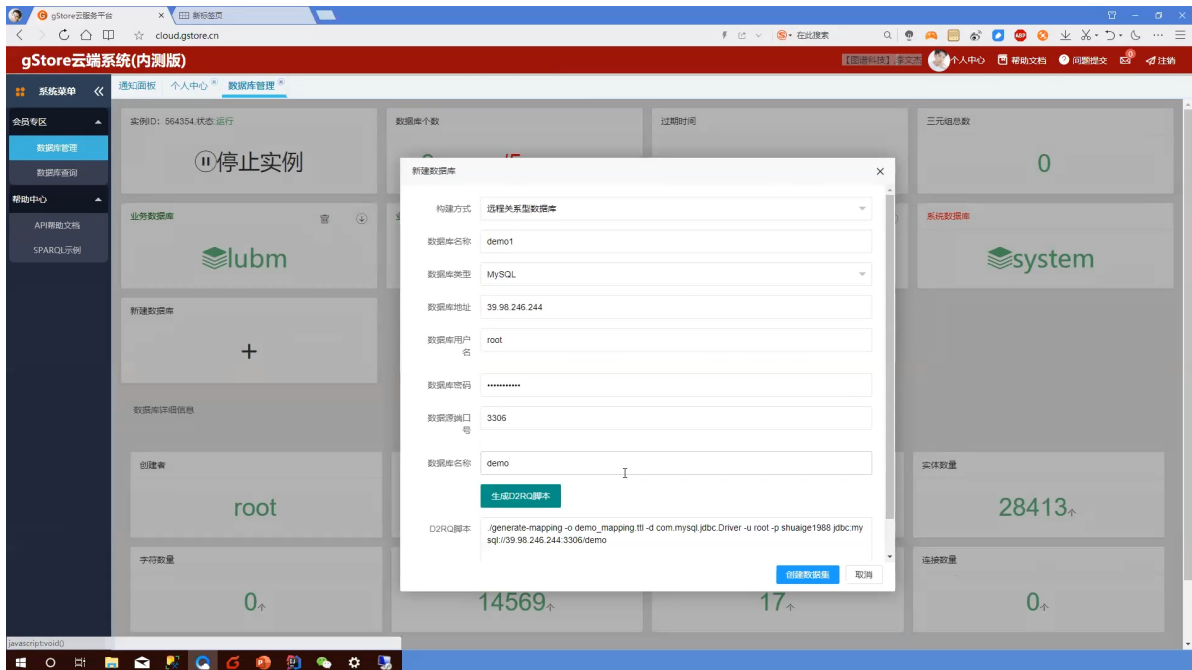 gStore云服务平台
新标签页
cloud.gstore.cn
在此搜索
gStore云端系统(内测版)
【图谱科技】李文杰
个人中心
帮助文档
问题提交
0
注销
系统菜单
通知面板
个人中心
数据库管理
会员专区
数据库管理
数据库查询
帮助中心
API帮助文档
SPARQL示例
实例ID：564354.状态:运行
停止实例
数据库个数
过期时间
三元组总数
0
业务数据库
lubm
系统数据库
system
新建数据库
+
数据库详细信息
创建者
root
实体数量
28413个
字符数量
0个
14569个
17个
连接数量
0个
新建数据库
构建方式
远程关系型数据库
数据库名称
demo1
数据库类型
MySQL
数据库地址
39.98.246.244
数据库用户
名
root
数据库密码
•••••••••••
数据源端口
号
3306
数据库名称
demo
生成D2RQ脚本
D2RQ脚本
./generate-mapping -o demo_mapping.ttl -d com.mysql.jdbc.Driver -u root -p shuaige1988 jdbc:my
sql://39.98.246.244:3306/demo
创建数据集
取消
javascript:void()